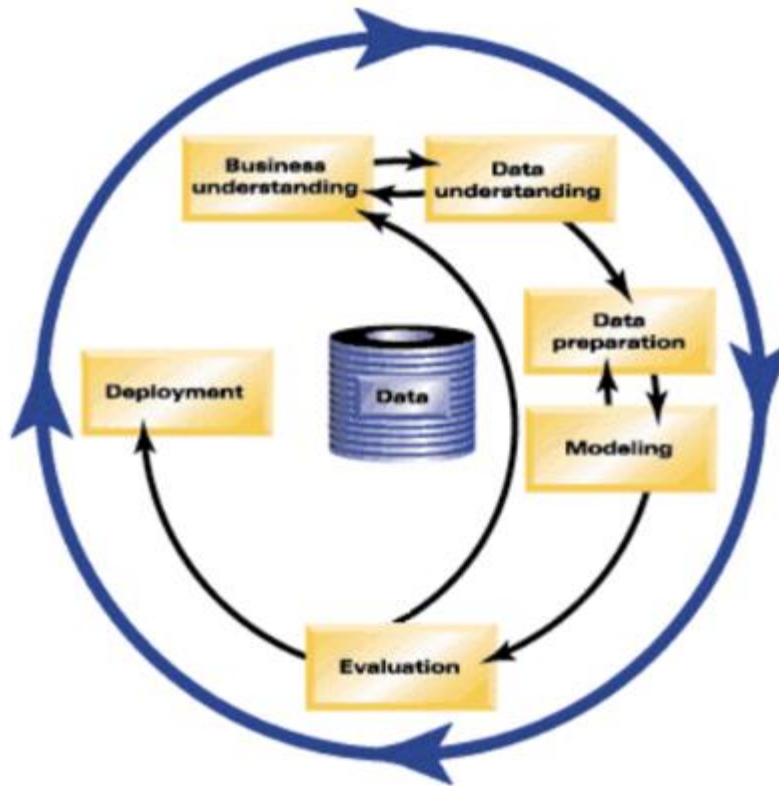 Business
understanding
Data
understanding
Data
preparation
Modeling
Data
Deployment
Evaluation